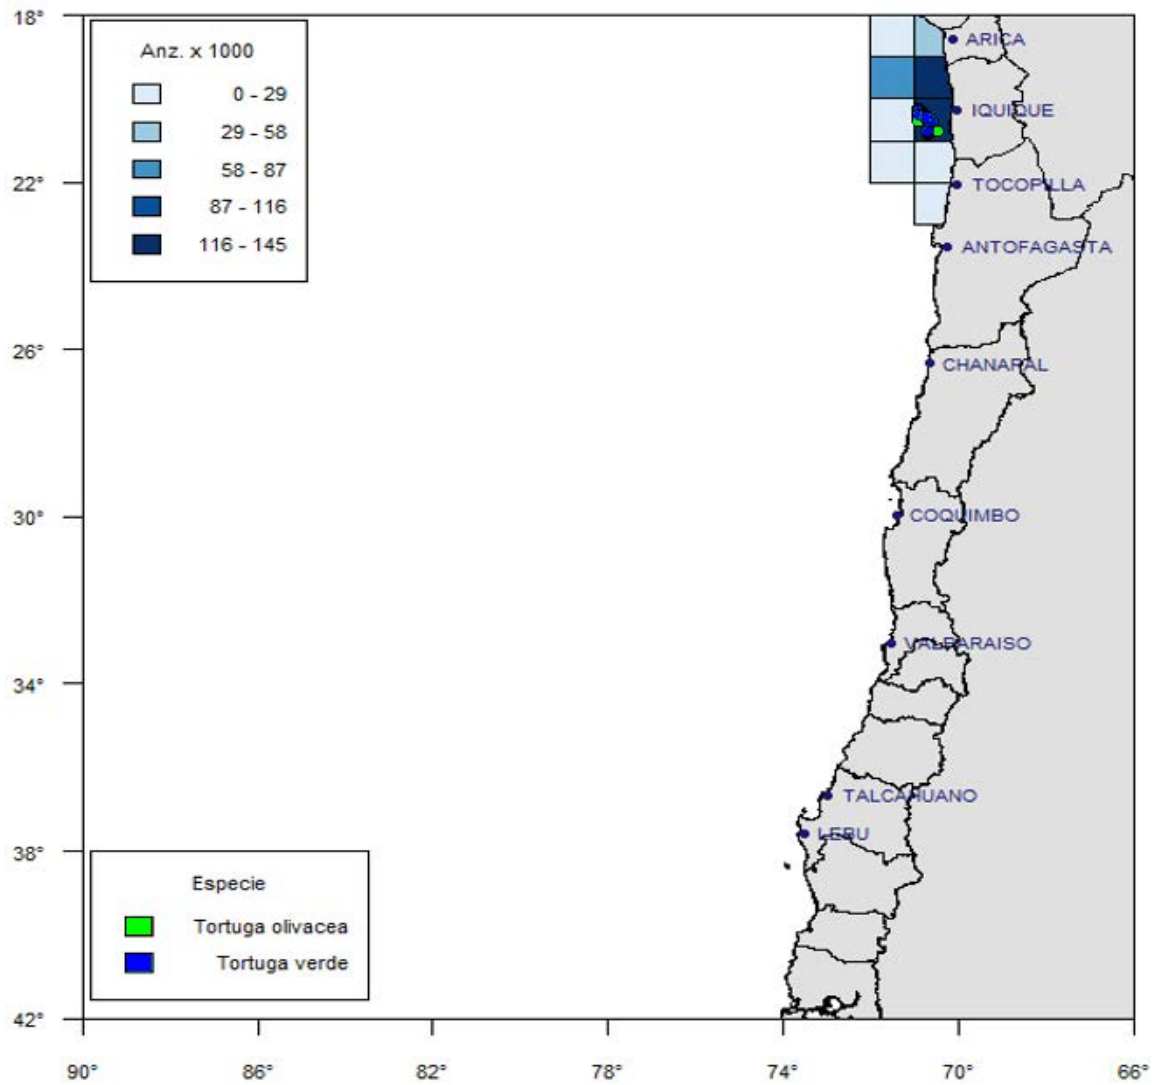 18°
Anz. x 1000
0 - 29
29 - 58
58 - 87
87 - 116
116 - 145
ARICA
IQUIQUE
22°
TOCOPILLA
ANTOFAGASTA
26°
CHANARAL
30°
COQUIMBO
VALPARAISO
34°
TALCAHUANO
LEBU
38°
Especie
Tortuga olivacea
Tortuga verde
42°
90° 86° 82° 78° 74° 70° 66°